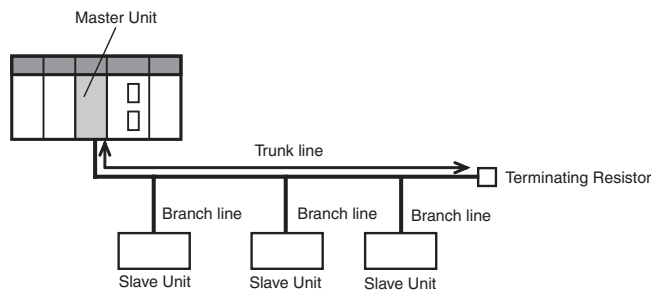 Master Unit
Trunk line
Terminating Resistor
Branch line
Branch line
Branch line
Slave Unit
Slave Unit
Slave Unit